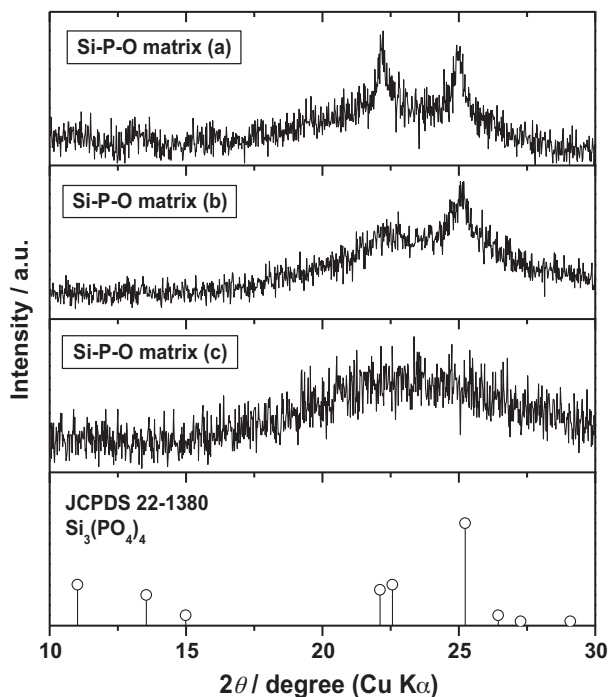 Si-P-O matrix (a)
Si-P-O matrix (b)
Si-P-O matrix (c)
Intensity / a.u.
JCPDS 22-1380
Si₃(PO₄)₄
10 15 20 25 30
2θ / degree (Cu Kα)